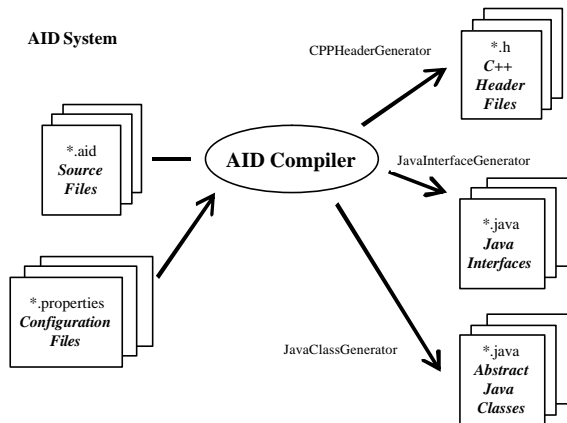 AID System
CPPHeaderGenerator
*.h
C++
Header
Files
*.aid
Source
Files
AID Compiler
JavaInterfaceGenerator
*.java
Java
Interfaces
*.properties
Configuration
Files
JavaClassGenerator
*.java
Abstract
Java
Classes